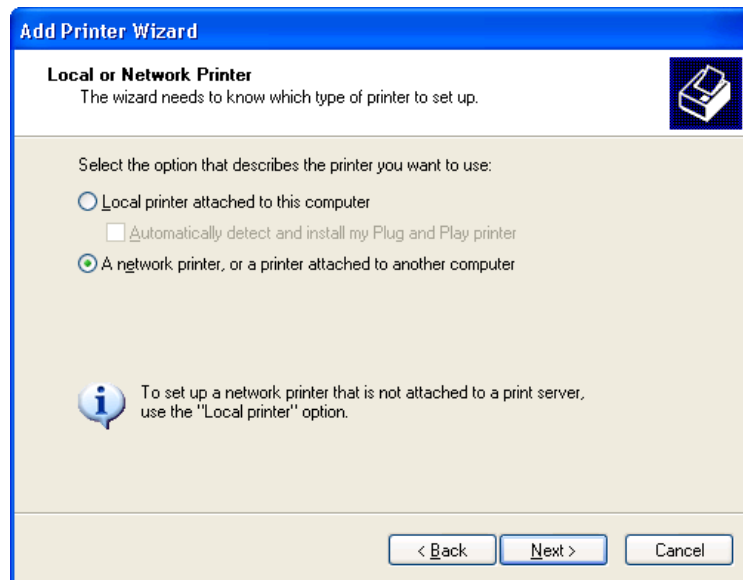 Add Printer Wizard
Local or Network Printer
The wizard needs to know which type of printer to set up.
Select the option that describes the printer you want to use:
Local printer attached to this computer
Automatically detect and install my Plug and Play printer
A network printer, or a printer attached to another computer
To set up a network printer that is not attached to a print server,
use the "Local printer" option.
< Back Next > Cancel